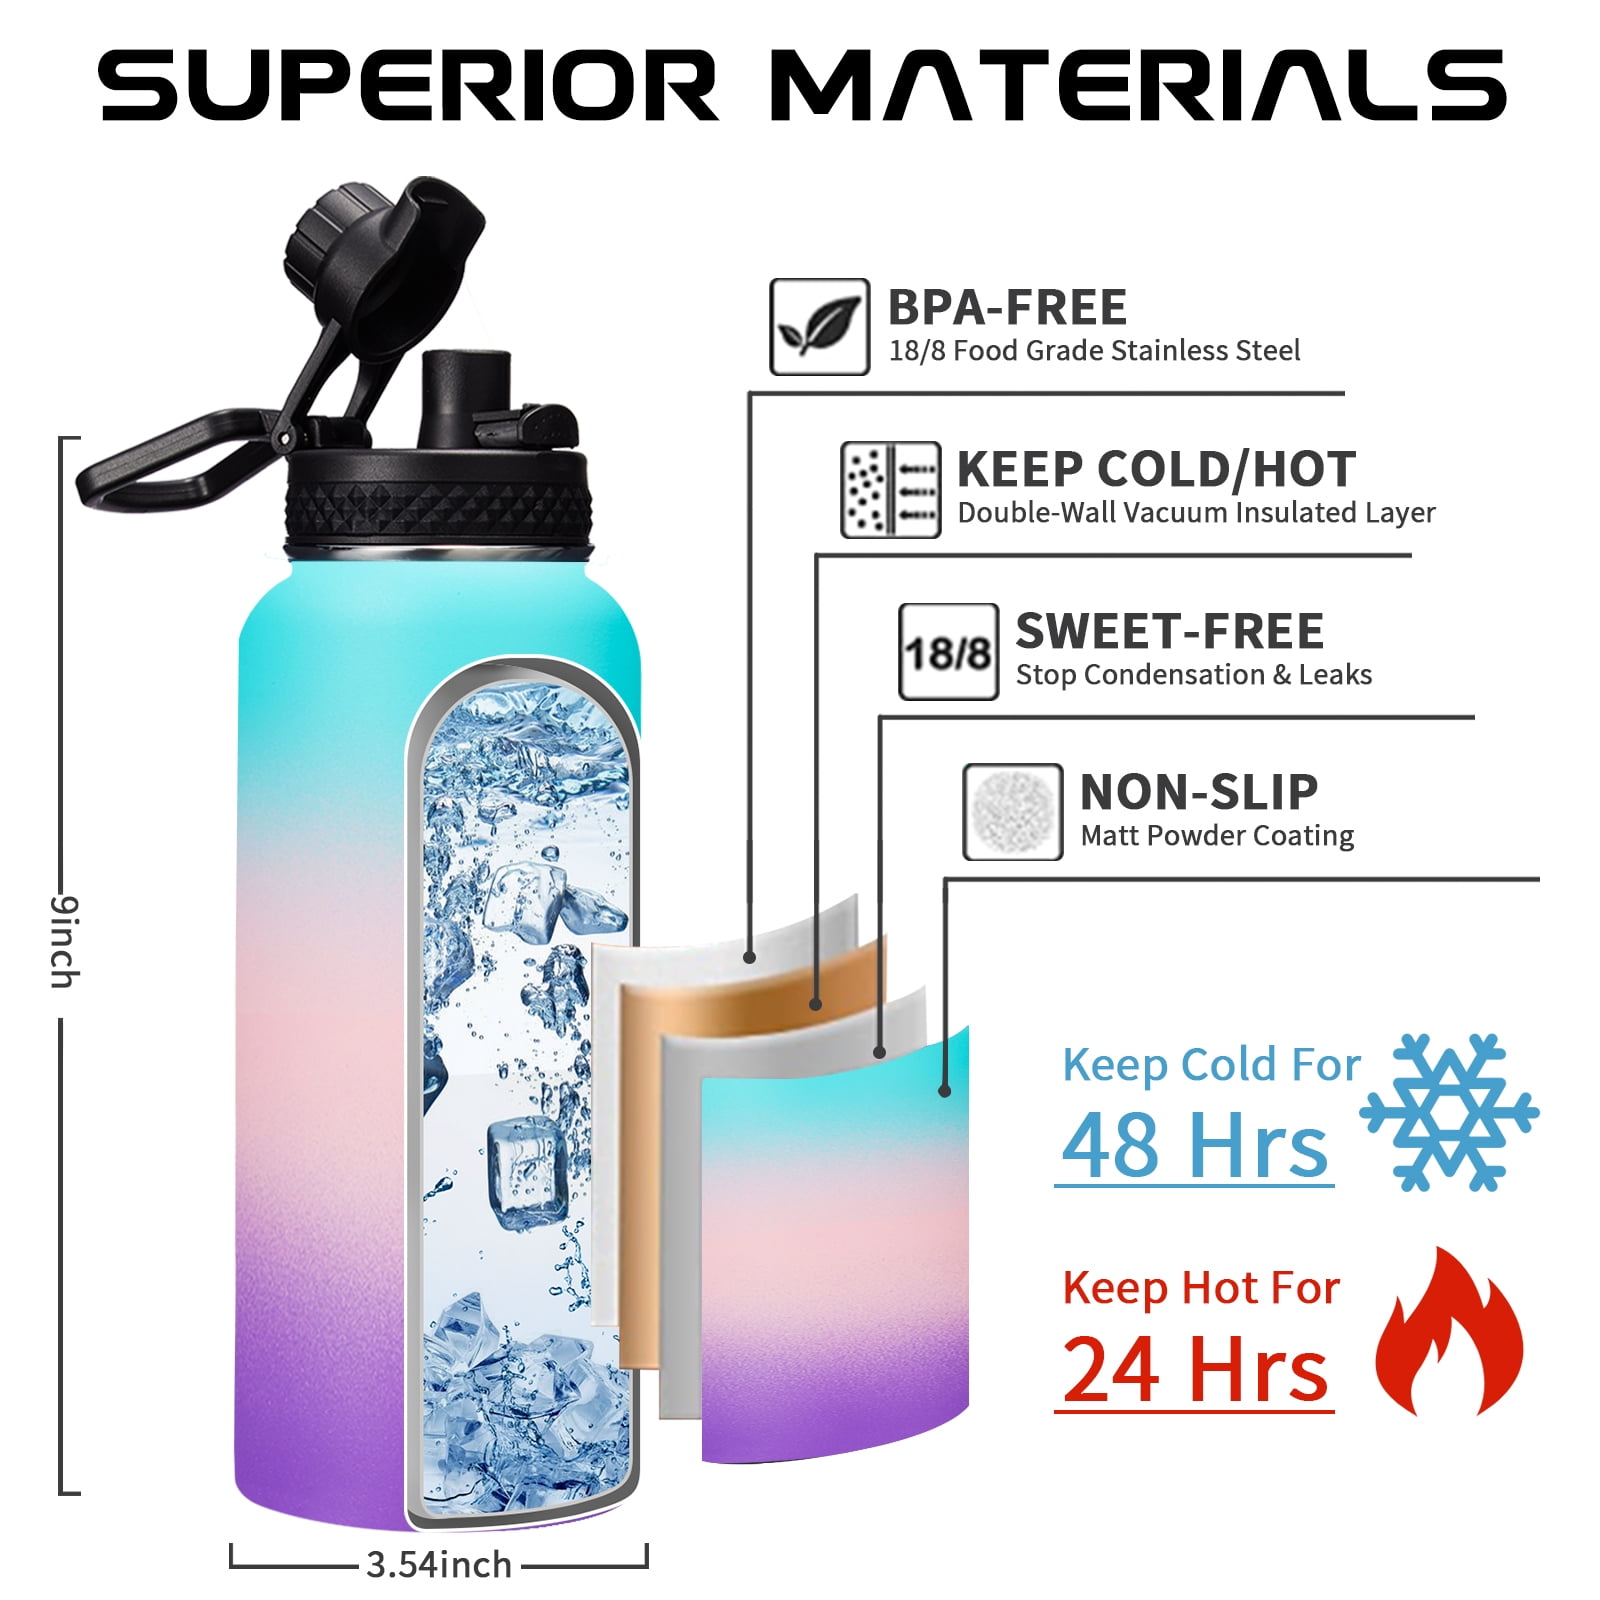 SUPERIOR MATERIALS
BPA-FREE
18/8 Food Grade Stainless Steel
KEEP COLD/HOT
Double-Wall Vacuum Insulated Layer
18/8
SWEET-FREE
Stop Condensation & Leaks
NON-SLIP
Matt Powder Coating
9inch
Keep Cold For
48 Hrs
Keep Hot For
24 Hrs
3.54inch